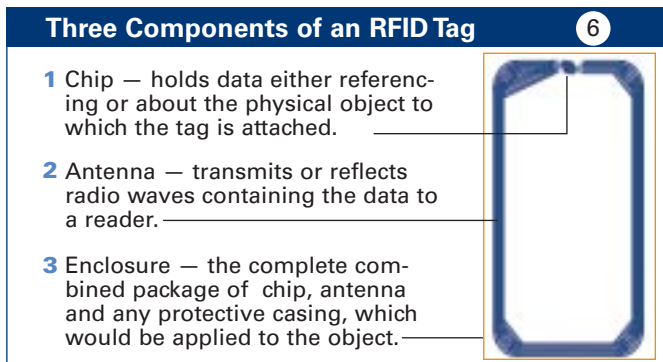 Three Components of an RFID Tag 6
1 Chip — holds data either referenc-
ing or about the physical object to
which the tag is attached.
2 Antenna — transmits or reflects
radio waves containing the data to
a reader.
3 Enclosure — the complete com-
bined package of chip, antenna
and any protective casing, which
would be applied to the object.